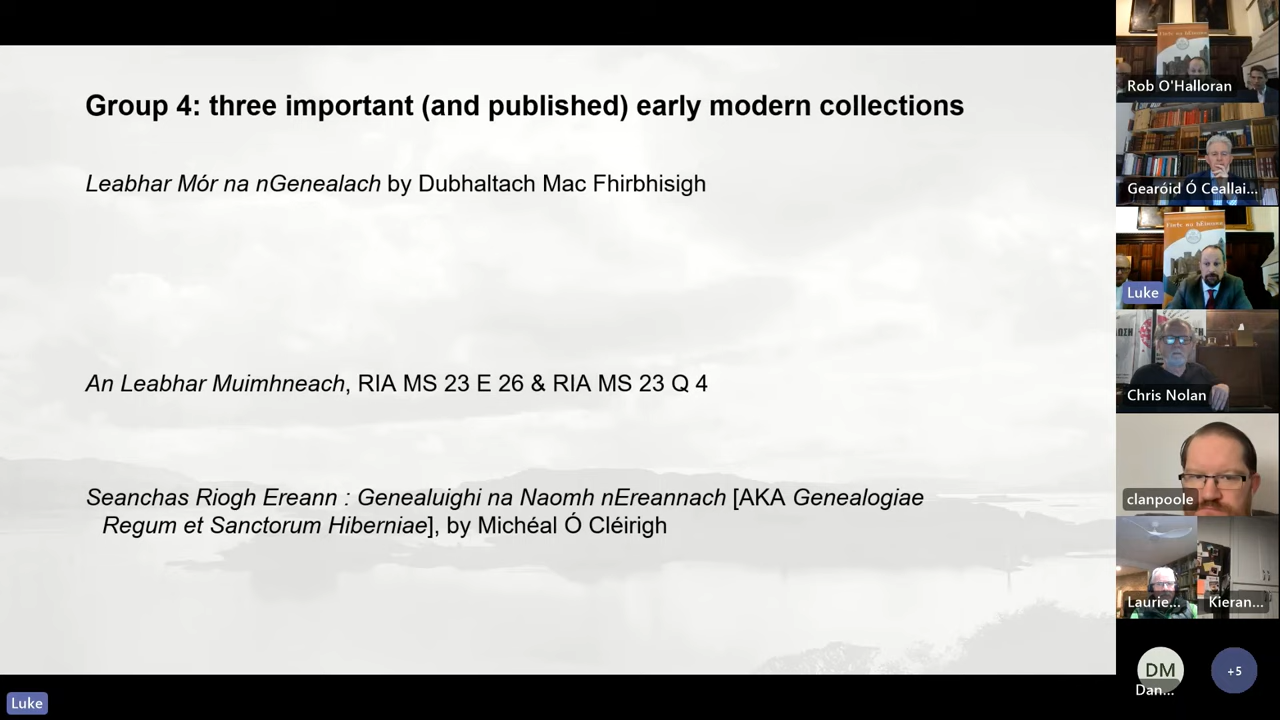 Group 4: three important (and published) early modern collections
Leabhar Mór na nGenealach by Dubhaltach Mac Fhirbhisigh
An Leabhar Muimhneach, RIA MS 23 E 26 & RIA MS 23 Q 4
Seanchas Riogh Ereann : Genealuighi na Naomh nEreannach [AKA Genealogiae
Regum et Sanctorum Hiberniae], by Michéal Ó Cléirigh
Luke
Rob O'Halloran
Gearóid Ó Ceallai...
Luke
Chris Nolan
clanpoole
Laurie...
Kieran...
DM
Dan...
+5